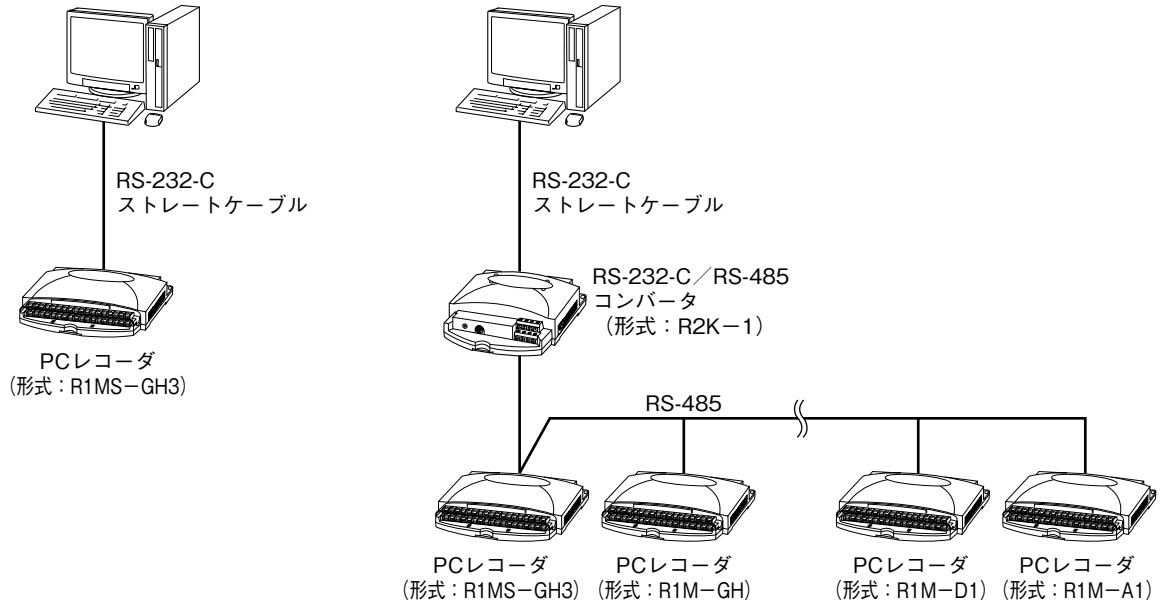 RS-232-C
ストレートケーブル
PCレコーダ
(形式：R1MS－GH3)
RS-232-C
ストレートケーブル
RS-232-C／RS-485
コンバータ
（形式：R2K－1）
RS-485
PCレコーダ
(形式：R1MS－GH3)
PCレコーダ
(形式：R1M－GH)
PCレコーダ
(形式：R1M－D1)
PCレコーダ
(形式：R1M－A1)